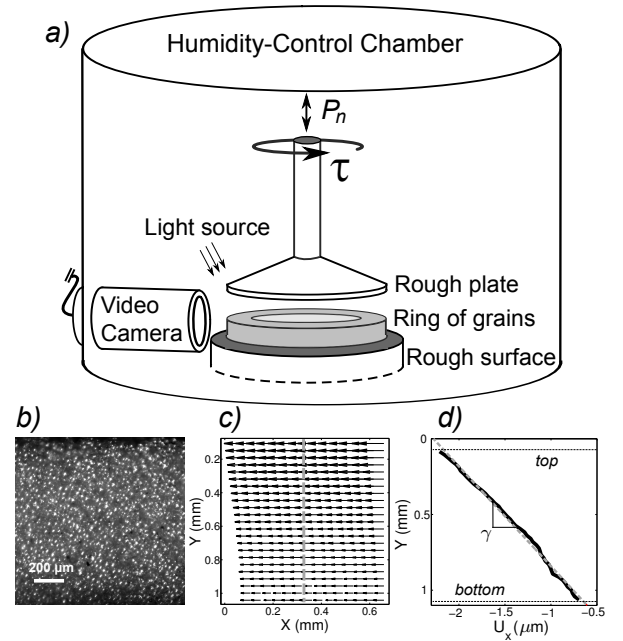 a)
Humidity-Control Chamber
Pn
τ
Light source
Rough plate
Video
Camera
Ring of grains
Rough surface
b)
200 μm
c)
0.2
0.4
0.6
0.8
1
Y (mm)
0
0.2
0.4
0.6
X (mm)
d)
0
0.5
1
Y (mm)
top
γ
bottom
−2
−1.5
−1
−0.5
U_x(μm)